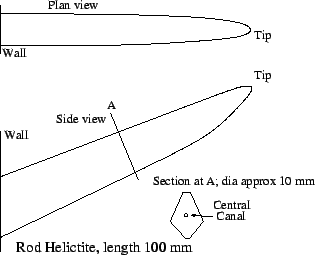 Plan view
Tip
Wall
Tip
A
Side view
Wall
Section at A; dia approx 10 mm
Central
Canal
Rod Helictite, length 100 mm